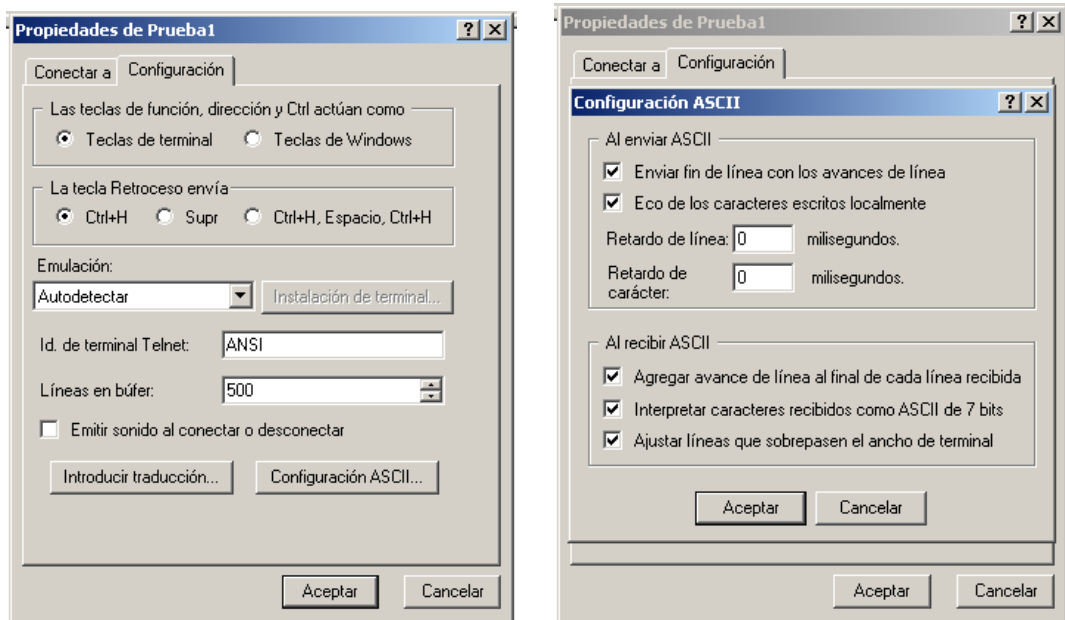 Propiedades de Prueba1
Conectar a
Configuración
Las teclas de función, dirección y Ctrl actúan como
Teclas de terminal
Teclas de Windows
La tecla Retroceso envía
Ctrl+H
Supr
Ctrl+H, Espacio, Ctrl+H
Emulación:
Autodetectar
Instalación de terminal...
Id. de terminal Telnet:
ANSI
Líneas en búfer:
500
Emitir sonido al conectar o desconectar
Introducir traducción...
Configuración ASCII...
Aceptar
Cancelar
Propiedades de Prueba1
Conectar a
Configuración
Configuración ASCII
Al enviar ASCII
Enviar fin de línea con los avances de línea
Eco de los caracteres escritos localmente
Retardo de línea:
0
milisegundos.
Retardo de
carácter:
0
milisegundos.
Al recibir ASCII
Agregar avance de línea al final de cada línea recibida
Interpretar caracteres recibidos como ASCII de 7 bits
Ajustar líneas que sobrepasen el ancho de terminal
Aceptar
Cancelar
Aceptar
Cancelar